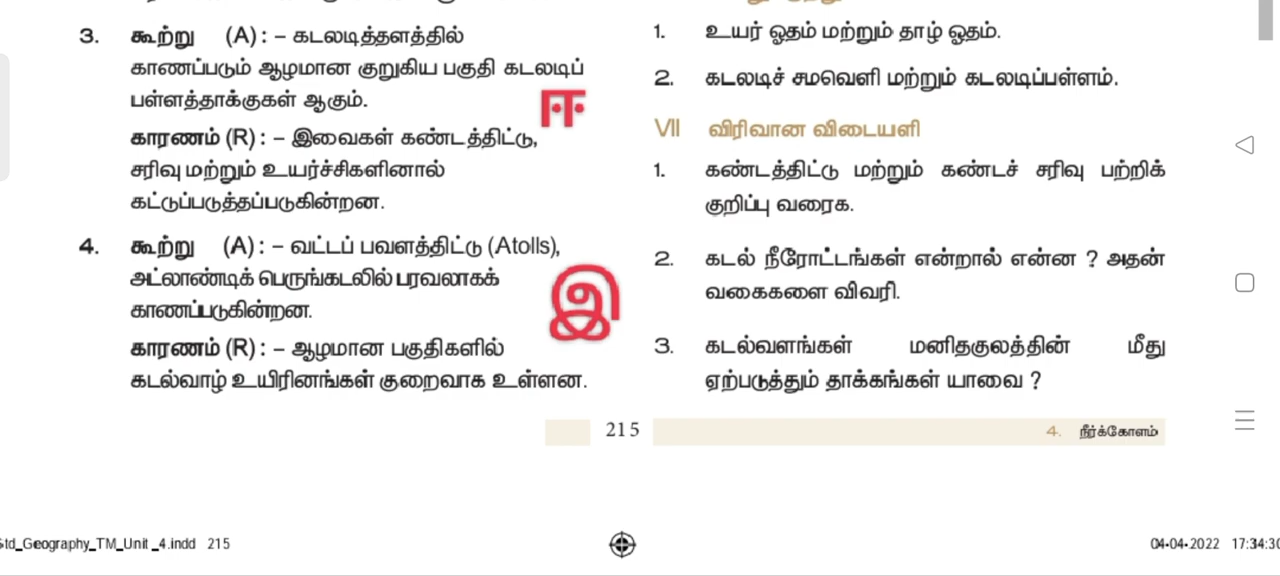 3. கூற்று (A) : – கடலடித்தளத்தில்
காணப்படும் ஆழமான குறுகிய பகுதி கடலடிப்
பள்ளத்தாக்குகள் ஆகும்.
ஈ
காரணம் (R) : – இவைகள் கண்டத்திட்டு,
சரிவு மற்றும் உயர்ச்சிகளினால்
கட்டுப்படுத்தப்படுகின்றன.
4. கூற்று (A) : – வட்டப் பவளத்திட்டு (Atolls),
அட்லாண்டிக் பெருங்கடலில் பரவலாகக்
காணப்படுகின்றன.
இ
காரணம் (R) : – ஆழமான பகுதிகளில்
கடல்வாழ் உயிரினங்கள் குறைவாக உள்ளன.
1. உயர் ஓதம் மற்றும் தாழ் ஓதம்.
2. கடலடிச் சமவெளி மற்றும் கடலடிப்பள்ளம்.
VII விரிவான விடையளி
1. கண்டத்திட்டு மற்றும் கண்டச் சரிவு பற்றிக்
குறிப்பு வரைக.
2. கடல் நீரோட்டங்கள் என்றால் என்ன ? அதன்
வகைகளை விவரி.
3. கடல்வளங்கள் மனிதகுலத்தின் மீது
ஏற்படுத்தும் தாக்கங்கள் யாவை ?
215 4. நீர்க்கோளம்
Std_Geography_TM_Unit _4.indd 215 04-04-2022 17:34:30